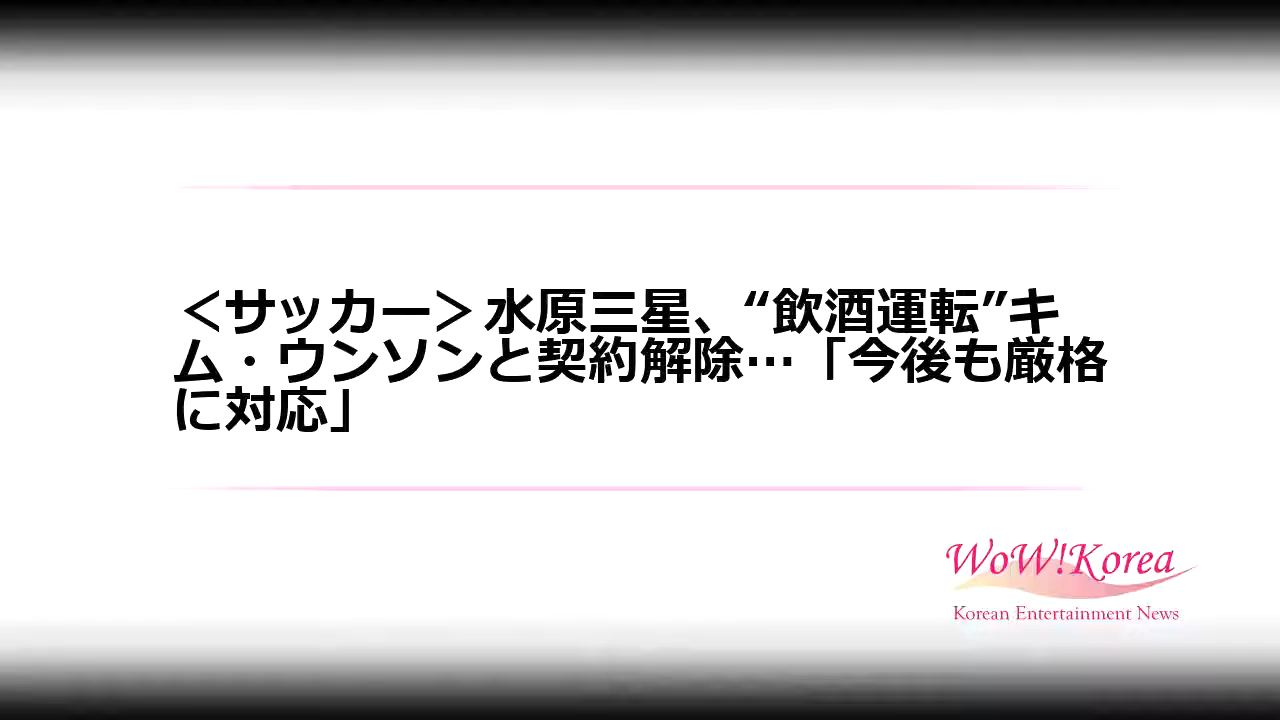 ＜サッカー＞水原三星、“飲酒運転”キ
ム・ウンソンと契約解除…「今後も厳格
に対応」
WoW!Korea
Korean Entertainment News